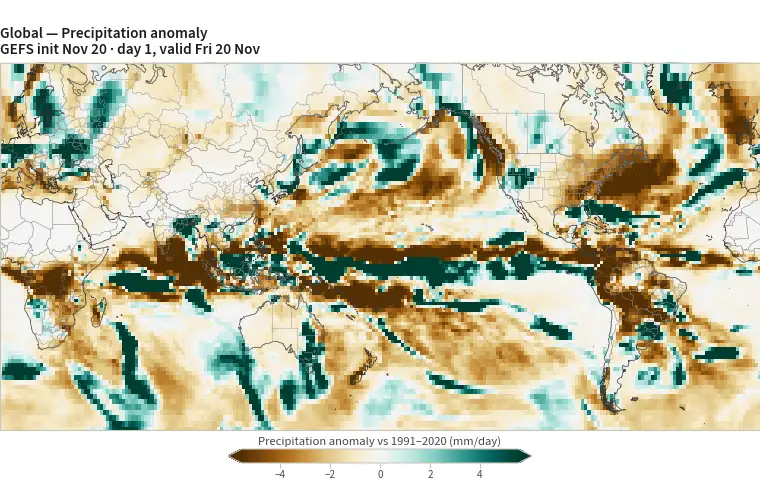 Global — Precipitation anomaly
GEFS init Nov 20 · day 1, valid Fri 20 Nov
Precipitation anomaly vs 1991–2020 (mm/day)
−4 −2 0 2 4